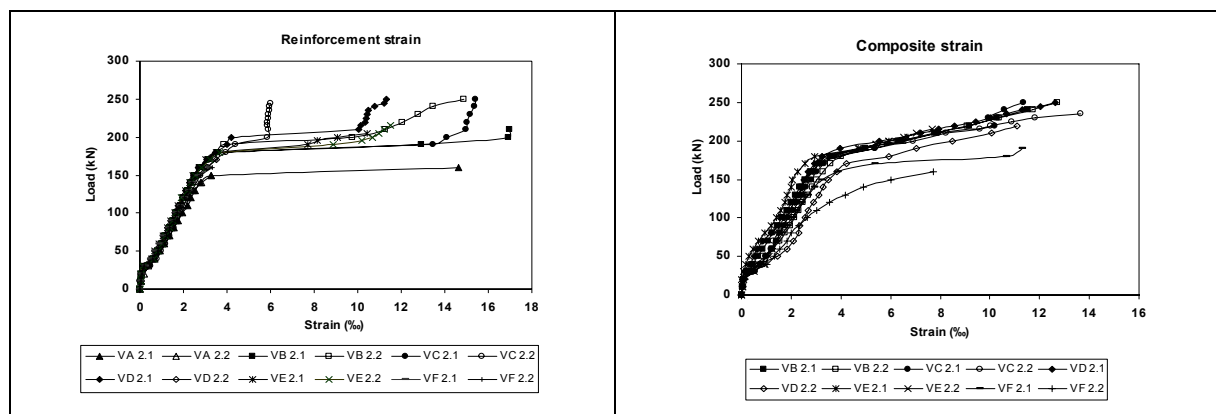 Reinforcement strain
300
250
200
150
100
50
0
Load (kN)
0 2 4 6 8 10 12 14 16 18
Strain (‰)
VA 2.1 VA 2.2 VB 2.1 VB 2.2 VC 2.1 VC 2.2
VD 2.1 VD 2.2 VE 2.1 VE 2.2 VF 2.1 VF 2.2
Composite strain
300
250
200
150
100
50
0
Load (kN)
0 2 4 6 8 10 12 14 16
Strain (‰)
VB 2.1 VB 2.2 VC 2.1 VC 2.2 VD 2.1
VD 2.2 VE 2.1 VE 2.2 VF 2.1 VF 2.2